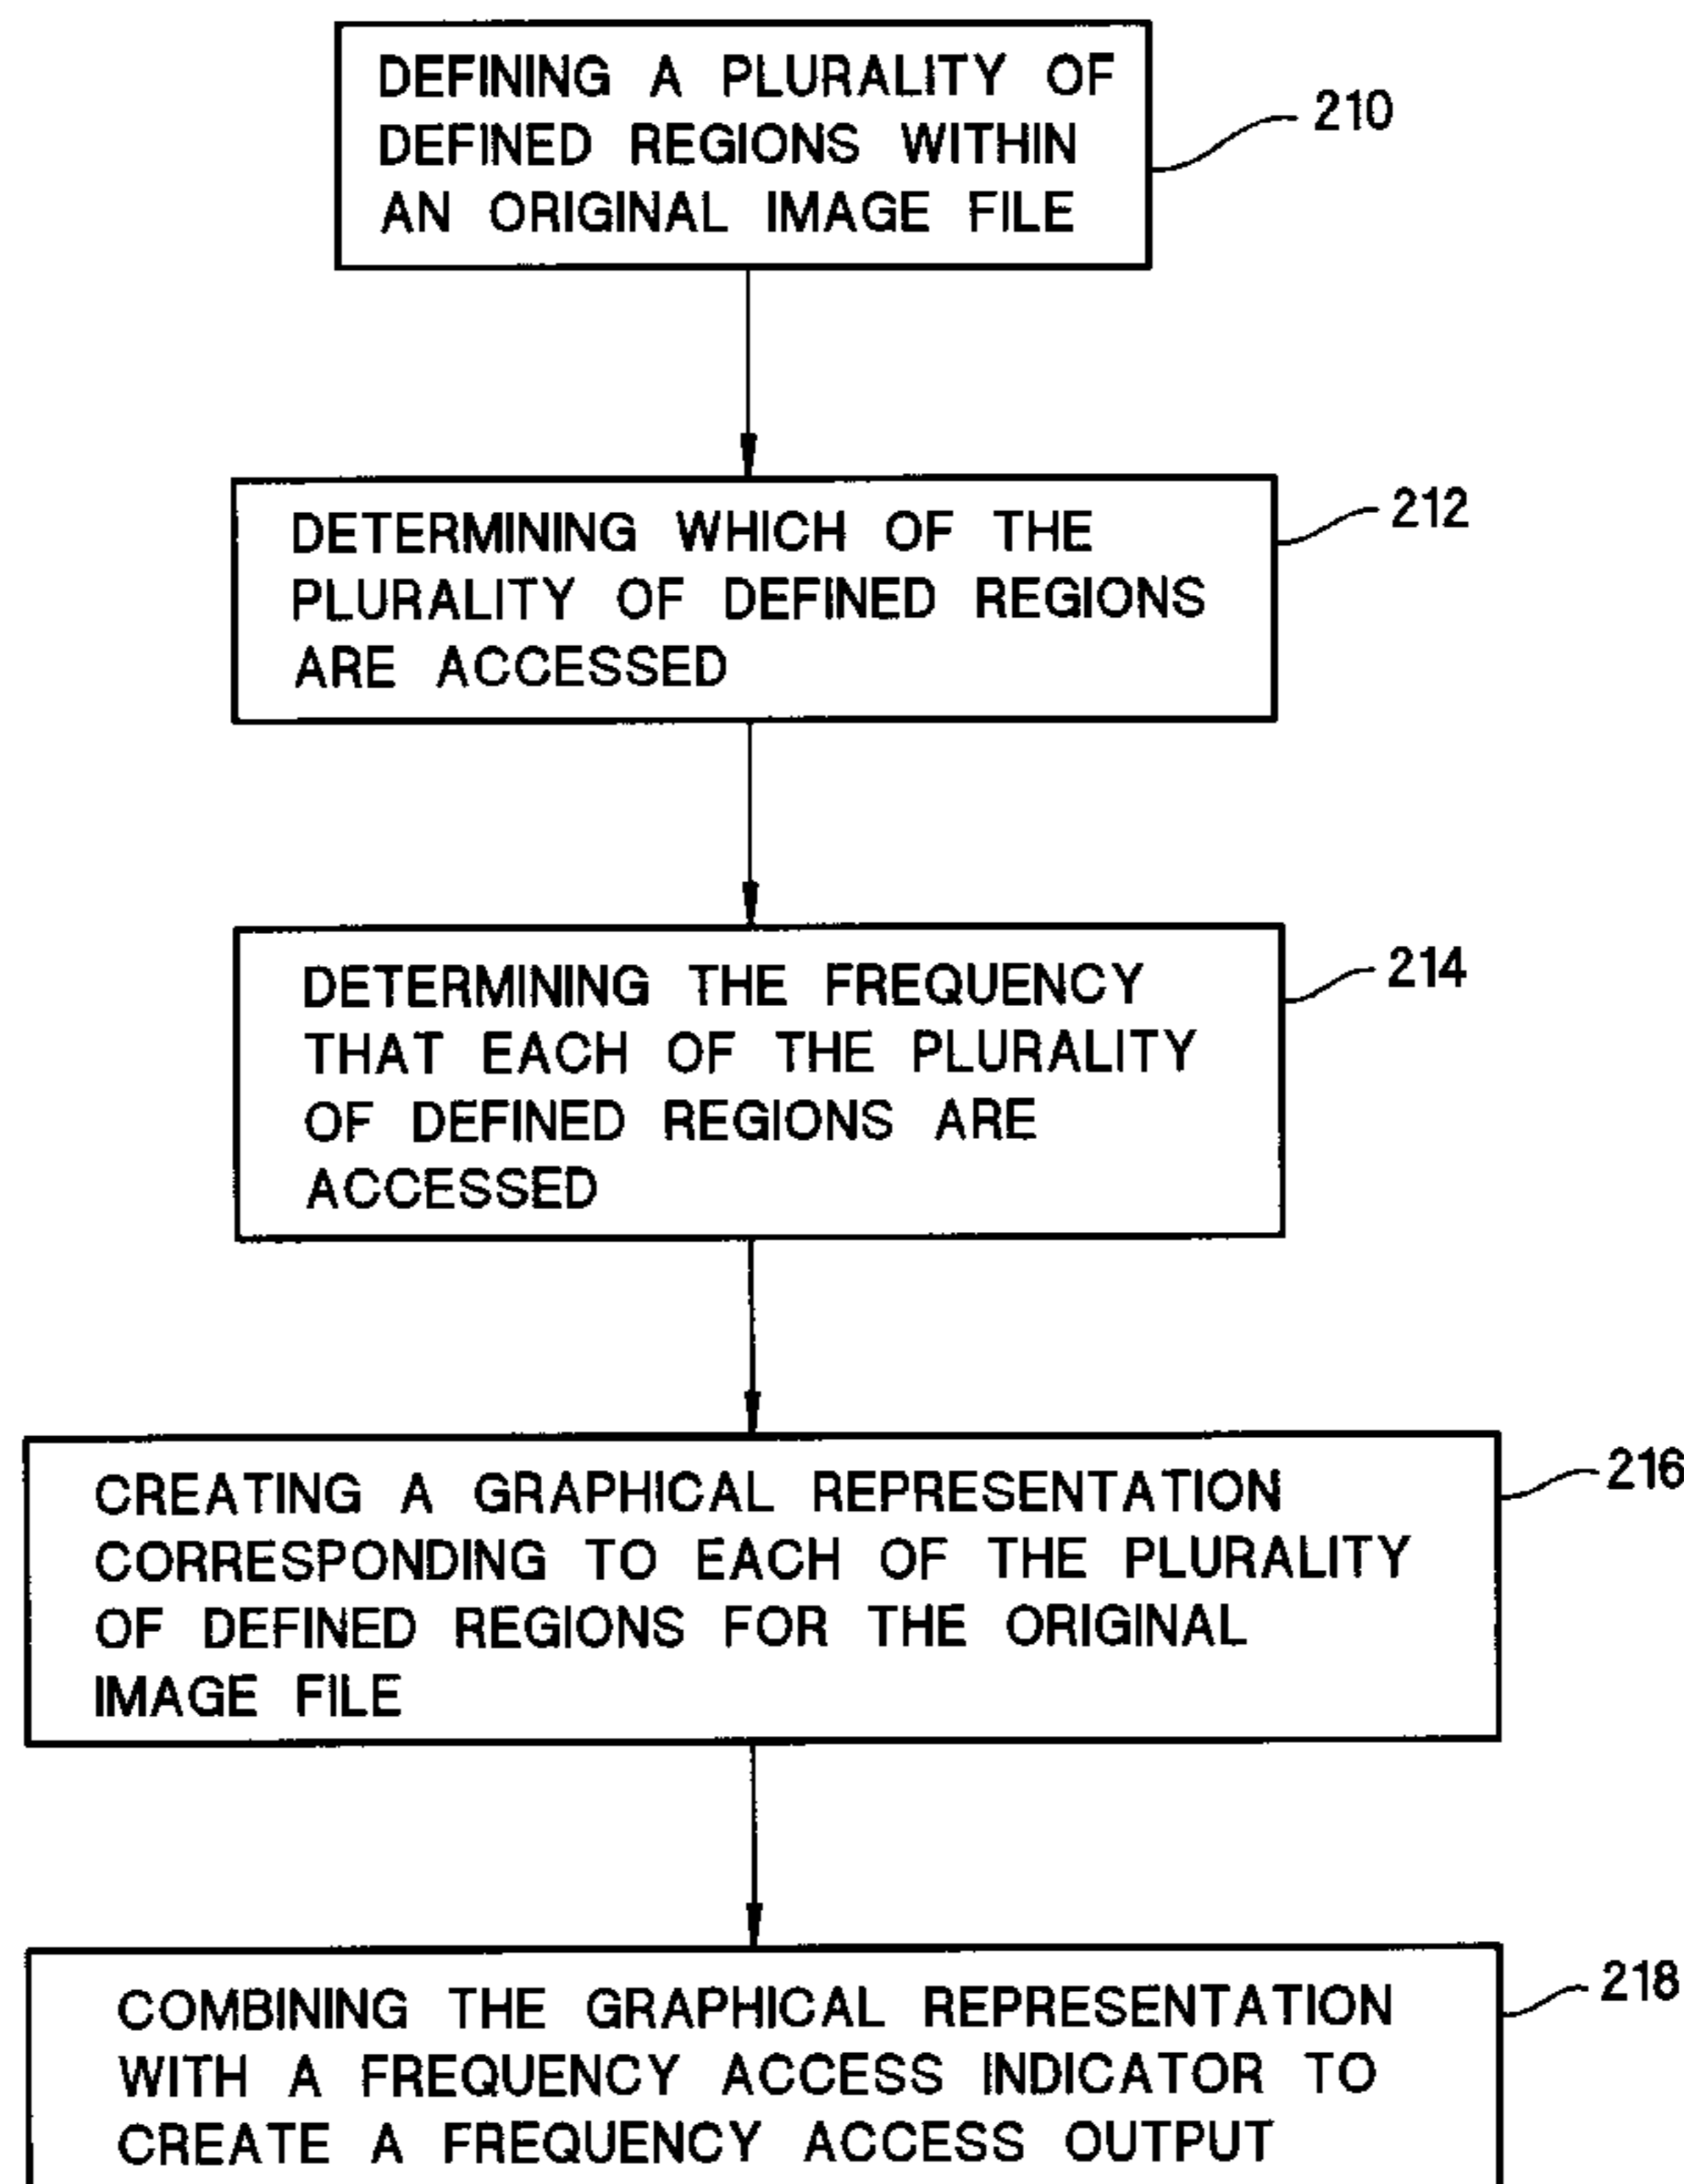 DEFINING A PLURALITY OF
DEFINED REGIONS WITHIN
AN ORIGINAL IMAGE FILE
210
DETERMINING WHICH OF THE
PLURALITY OF DEFINED REGIONS
ARE ACCESSED
212
DETERMINING THE FREQUENCY
THAT EACH OF THE PLURALITY
OF DEFINED REGIONS ARE
ACCESSED
214
CREATING A GRAPHICAL REPRESENTATION
CORRESPONDING TO EACH OF THE PLURALITY
OF DEFINED REGIONS FOR THE ORIGINAL
IMAGE FILE
216
COMBINING THE GRAPHICAL REPRESENTATION
WITH A FREQUENCY ACCESS INDICATOR TO
CREATE A FREQUENCY ACCESS OUTPUT
218